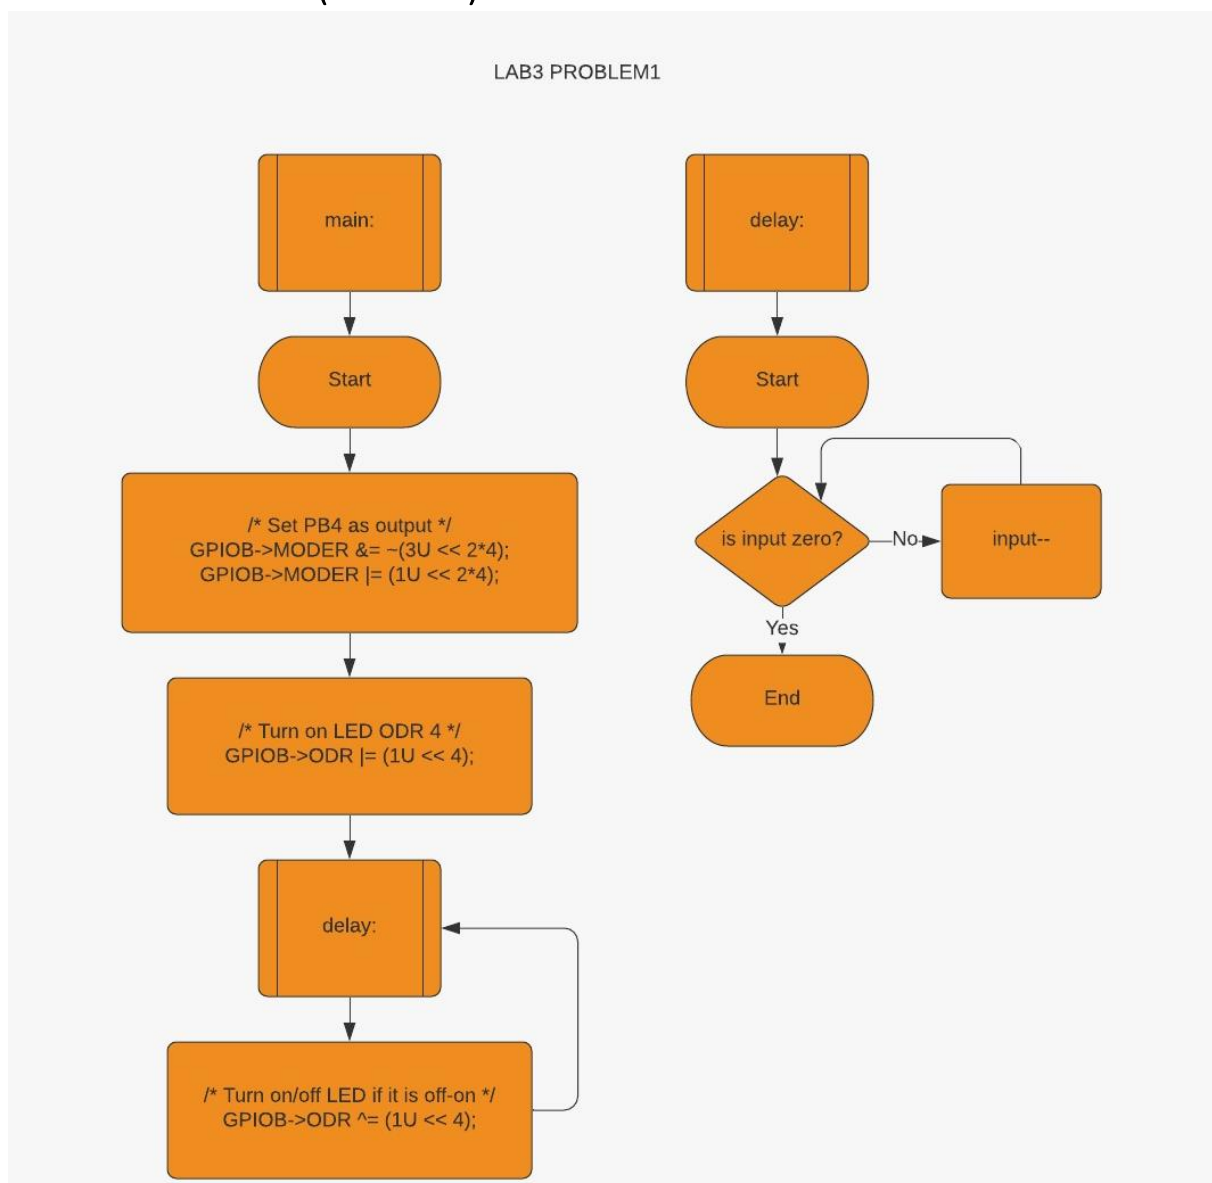 LAB3 PROBLEM1
main:
Start
/* Set PB4 as output */
GPIOB->MODER &= ~(3U << 2*4);
GPIOB->MODER |= (1U << 2*4);
/* Turn on LED ODR 4 */
GPIOB->ODR |= (1U << 4);
delay:
/* Turn on/off LED if it is off-on */
GPIOB->ODR ^= (1U << 4);
delay:
Start
is input zero?
No
input--
Yes
End